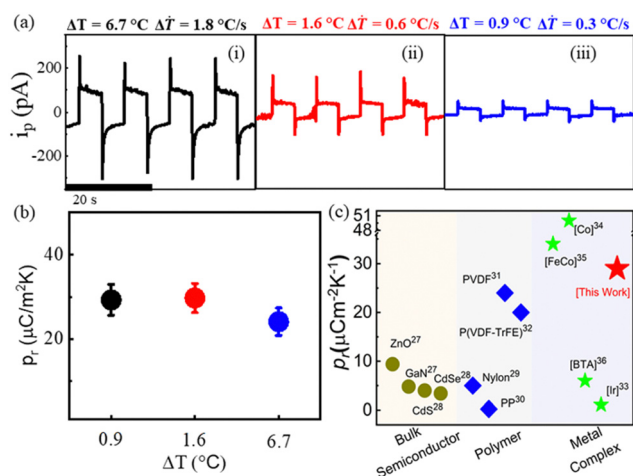 (a)
ΔT = 6.7 °C ΔṪ = 1.8 °C/s
ΔT = 1.6 °C ΔṪ = 0.6 °C/s
ΔT = 0.9 °C ΔṪ = 0.3 °C/s
(i)
(ii)
(iii)
200
0
-200
i_p (pA)
20 s
(b)
40
20
0
p_r (μC/m²K)
0.9 1.6 6.7
ΔT (°C)
(c)
51
48
30
20
10
0
p_r(μCm⁻²K⁻¹)
[Co]³⁴
[FeCo]³⁵
PVDF³¹
[This Work]
P(VDF-TrFE)³²
ZnO²⁷
GaN²⁷
CdSe²⁸
Nylon²⁹
[BTA]³⁶
CdS²⁸
PP³⁰
[Ir]³³
Bulk
Semiconductor
Polymer
Metal
Complex